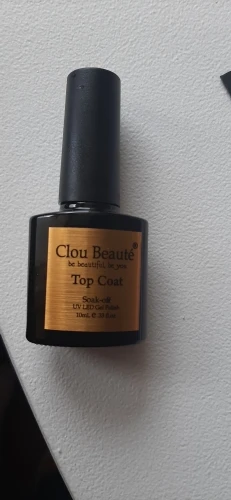 Clou Beauté®
be beautiful, be you
Top Coat
Soak-off
UV LED Gel Polish
10mL